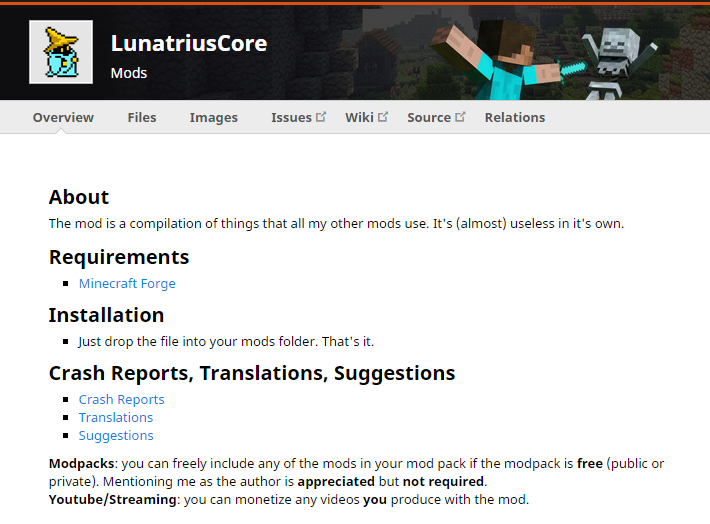 LunatriusCore
Mods
Overview Files Images Issues Wiki Source Relations
About
The mod is a compilation of things that all my other mods use. It's (almost) useless in it's own.
Requirements
Minecraft Forge
Installation
Just drop the file into your mods folder. That's it.
Crash Reports, Translations, Suggestions
Crash Reports
Translations
Suggestions
Modpacks: you can freely include any of the mods in your mod pack if the modpack is free (public or
private). Mentioning me as the author is appreciated but not required.
Youtube/Streaming: you can monetize any videos you produce with the mod.